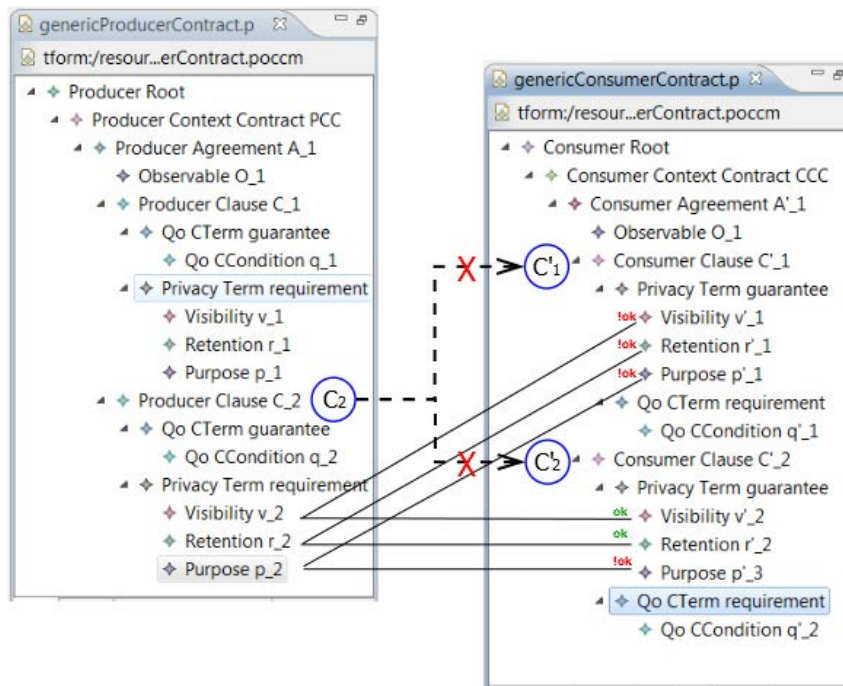 genericProducerContract.p
tform:/resour...erContract.poccm
Producer Root
Producer Context Contract PCC
Producer Agreement A_1
Observable O_1
Producer Clause C_1
Qo CTerm guarantee
Qo CCondition q_1
Privacy Term requirement
Visibility v_1
Retention r_1
Purpose p_1
Producer Clause C_2
Qo CTerm guarantee
Qo CCondition q_2
Privacy Term requirement
Visibility v_2
Retention r_2
Purpose p_2
C2
X
X
C'1
C'2
genericConsumerContract.p
tform:/resour...erContract.poccm
Consumer Root
Consumer Context Contract CCC
Consumer Agreement A'_1
Observable O_1
Consumer Clause C'_1
Privacy Term guarantee
!ok Visibility v'_1
!ok Retention r'_1
!ok Purpose p'_1
Qo CTerm requirement
Qo CCondition q'_1
Consumer Clause C'_2
Privacy Term guarantee
ok Visibility v'_2
ok Retention r'_2
!ok Purpose p'_3
Qo CTerm requirement
Qo CCondition q'_2